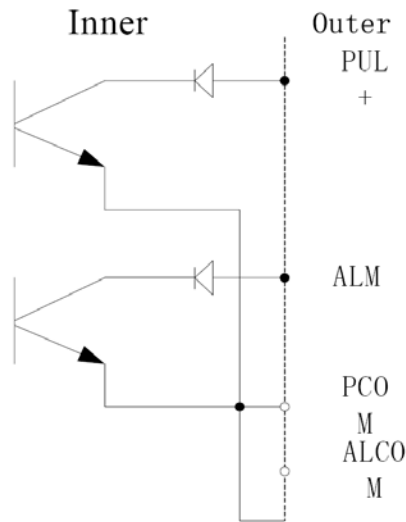 Inner
Outer
PUL
+
ALM
PCO
M
ALCO
M